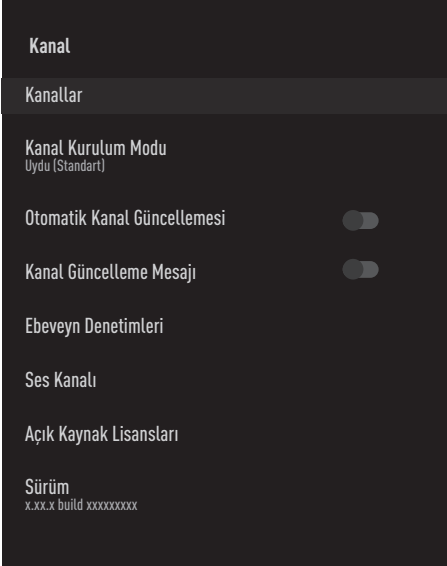 Kanal
Kanallar
Kanal Kurulum Modu
Uydu (Standart)
Otomatik Kanal Güncellemesi
Kanal Güncelleme Mesajı
Ebeveyn Denetimleri
Ses Kanalı
Açık Kaynak Lisansları
Sürüm
x.xx.x build xxxxxxxxx